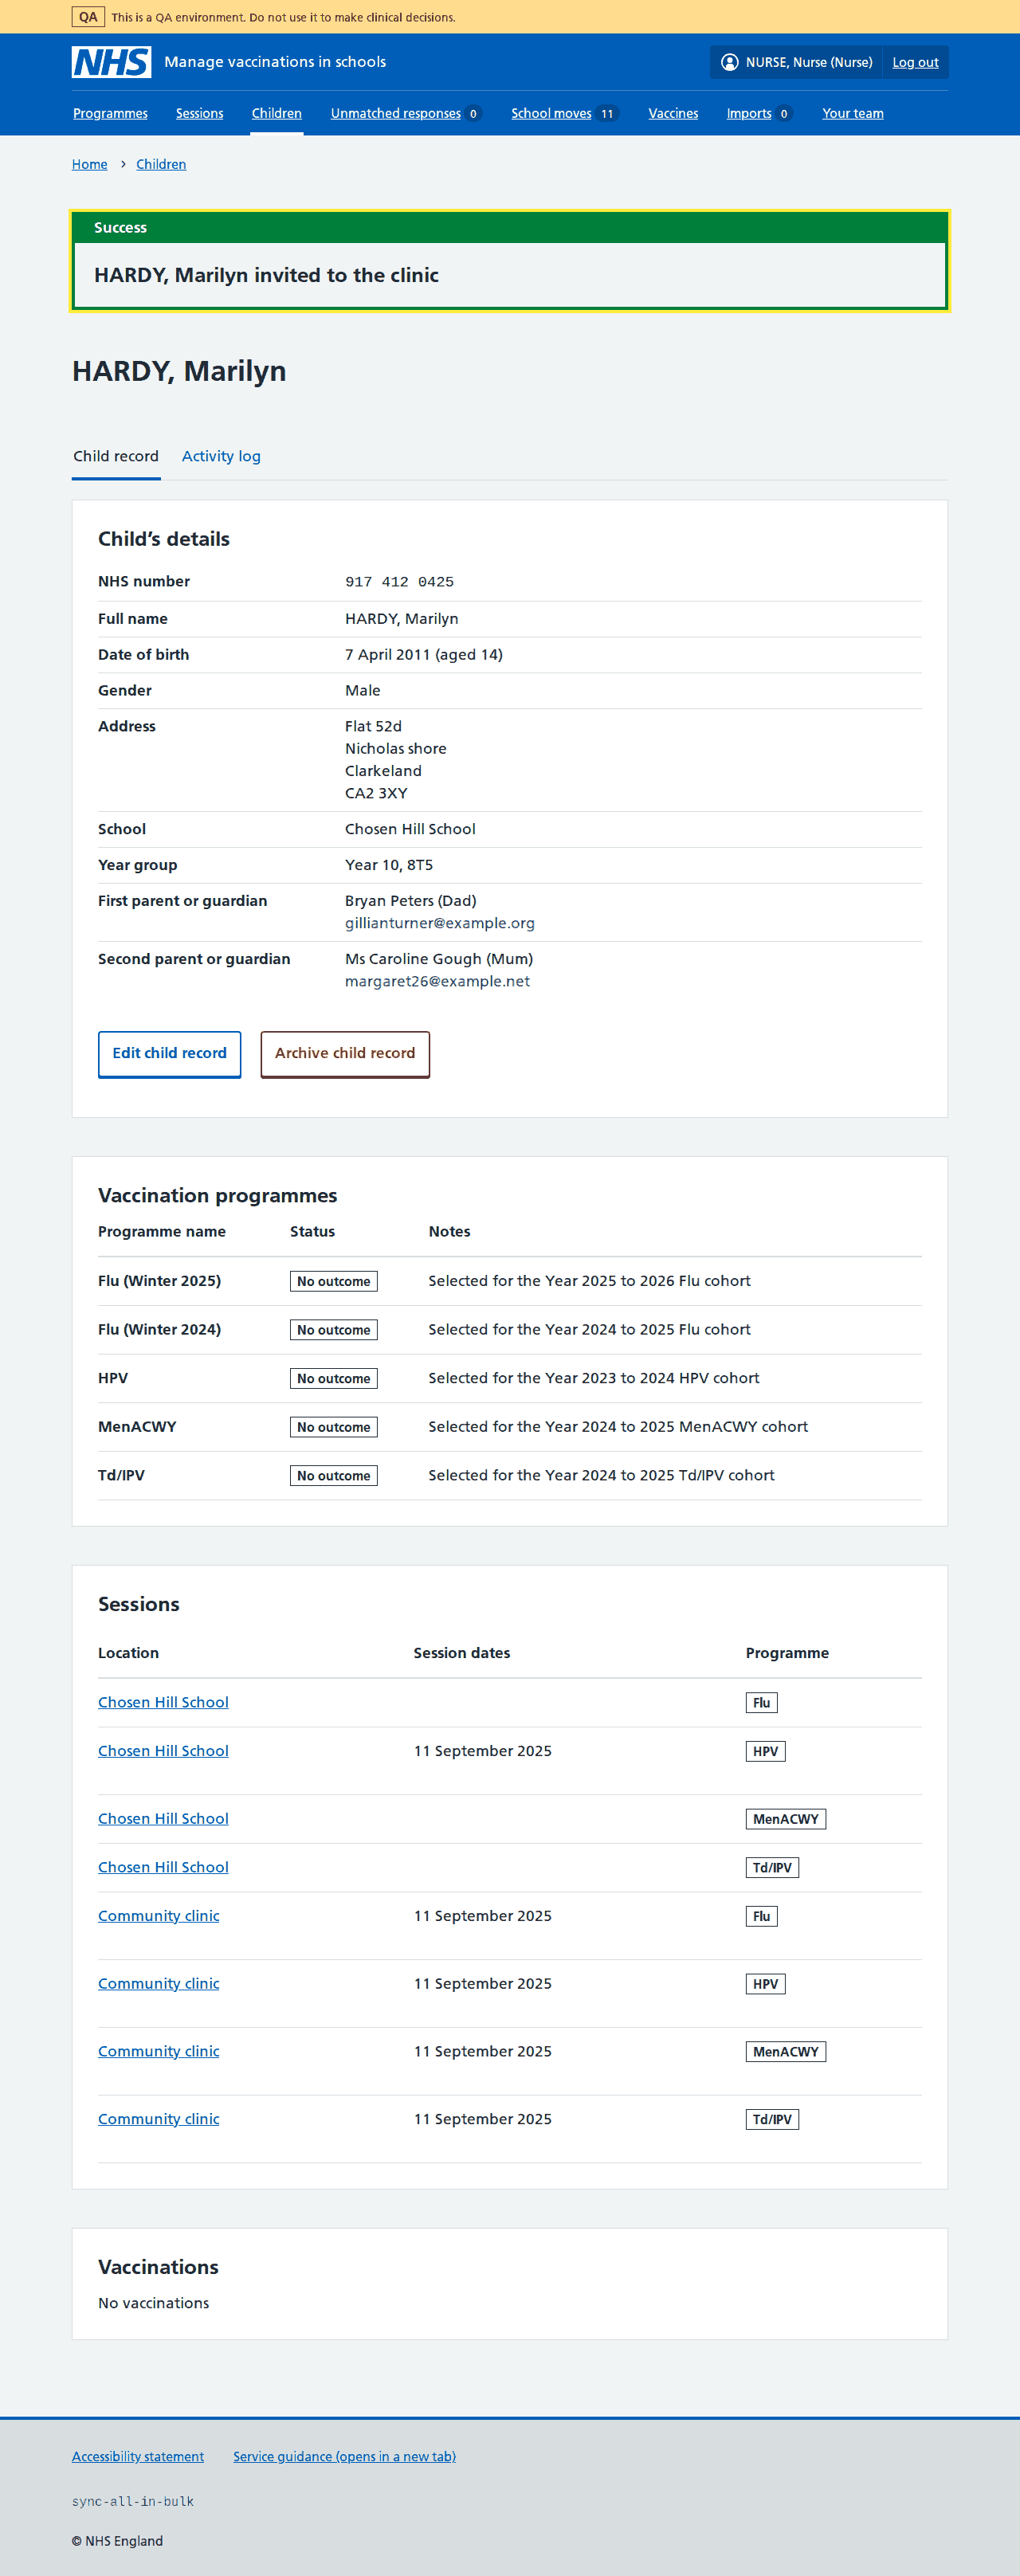 QA This is a QA environment. Do not use it to make clinical decisions.
NHS Manage vaccinations in schools NURSE, Nurse (Nurse) Log out
Programmes Sessions Children Unmatched responses 0 School moves 11 Vaccines Imports 0 Your team
Home › Children
Success
HARDY, Marilyn invited to the clinic
HARDY, Marilyn
Child record Activity log
Child’s details
NHS number 917 412 0425
Full name HARDY, Marilyn
Date of birth 7 April 2011 (aged 14)
Gender Male
Address Flat 52d
Nicholas shore
Clarkeland
CA2 3XY
School Chosen Hill School
Year group Year 10, 8T5
First parent or guardian Bryan Peters (Dad)
gillianturner@example.org
Second parent or guardian Ms Caroline Gough (Mum)
margaret26@example.net
Edit child record Archive child record
Vaccination programmes
Programme name Status Notes
Flu (Winter 2025) No outcome Selected for the Year 2025 to 2026 Flu cohort
Flu (Winter 2024) No outcome Selected for the Year 2024 to 2025 Flu cohort
HPV No outcome Selected for the Year 2023 to 2024 HPV cohort
MenACWY No outcome Selected for the Year 2024 to 2025 MenACWY cohort
Td/IPV No outcome Selected for the Year 2024 to 2025 Td/IPV cohort
Sessions
Location Session dates Programme
Chosen Hill School Flu
Chosen Hill School 11 September 2025 HPV
Chosen Hill School MenACWY
Chosen Hill School Td/IPV
Community clinic 11 September 2025 Flu
Community clinic 11 September 2025 HPV
Community clinic 11 September 2025 MenACWY
Community clinic 11 September 2025 Td/IPV
Vaccinations
No vaccinations
Accessibility statement Service guidance (opens in a new tab)
sync-all-in-bulk
© NHS England